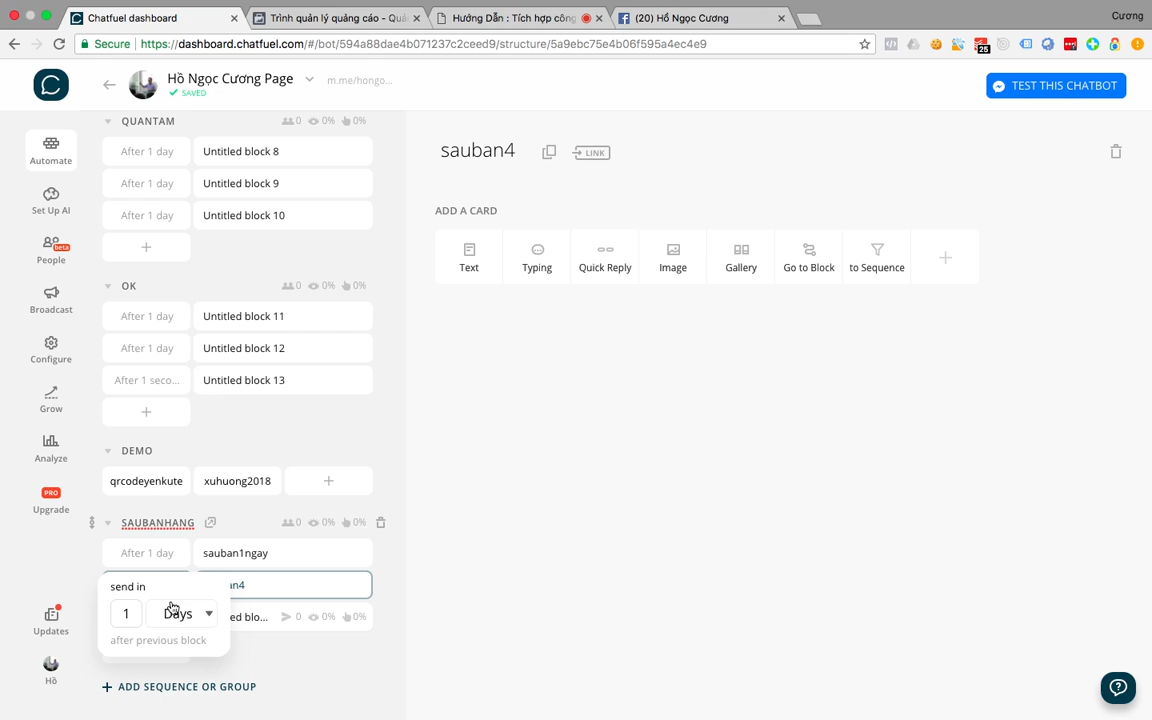 Chatfuel dashboard
Trình quản lý quảng cáo - Quả
Hướng Dẫn : Tích hợp công
(20) Hồ Ngọc Cương
Cương
Secure
https://dashboard.chatfuel.com/#/bot/594a88dae4b071237c2ceed9/structure/5a9ebc75e4b06f595a4ec4e9
25
Hồ Ngọc Cương Page
m.me/hongo...
SAVED
TEST THIS CHATBOT
Automate
Set Up AI
beta
People
Broadcast
Configure
Grow
Analyze
PRO
Upgrade
Updates
Hồ
QUANTAM
0 0% 0%
After 1 day Untitled block 8
After 1 day Untitled block 9
After 1 day Untitled block 10
+
OK
0 0% 0%
After 1 day Untitled block 11
After 1 day Untitled block 12
After 1 seco... Untitled block 13
+
DEMO
qrcodeyenkute xuhuong2018 +
SAUBANHANG
0 0% 0%
After 1 day sauban1ngay
an4
ed blo... 0 0% 0%
send in
1 Days
after previous block
+ ADD SEQUENCE OR GROUP
sauban4
LINK
ADD A CARD
Text
Typing
Quick Reply
Image
Gallery
Go to Block
to Sequence
+